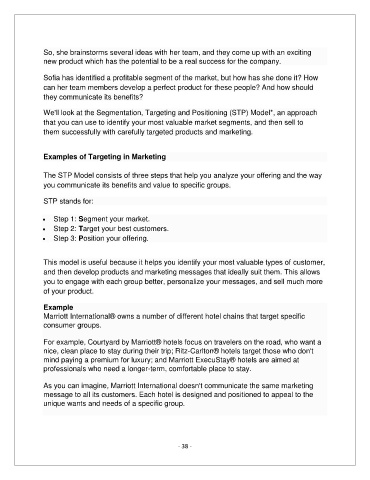 So, she brainstorms several ideas with her team, and they come up with an exciting
new product which has the potential to be a real success for the company.
Sofia has identified a profitable segment of the market, but how has she done it? How
can her team members develop a perfect product for these people? And how should
they communicate its benefits?
We'll look at the Segmentation, Targeting and Positioning (STP) Model*, an approach
that you can use to identify your most valuable market segments, and then sell to
them successfully with carefully targeted products and marketing.
Examples of Targeting in Marketing
The STP Model consists of three steps that help you analyze your offering and the way
you communicate its benefits and value to specific groups.
STP stands for:
• Step 1: Segment your market.
• Step 2: Target your best customers.
• Step 3: Position your offering.
This model is useful because it helps you identify your most valuable types of customer,
and then develop products and marketing messages that ideally suit them. This allows
you to engage with each group better, personalize your messages, and sell much more
of your product.
Example
Marriott International® owns a number of different hotel chains that target specific
consumer groups.
For example, Courtyard by Marriott® hotels focus on travelers on the road, who want a
nice, clean place to stay during their trip; Ritz-Carlton® hotels target those who don't
mind paying a premium for luxury; and Marriott ExecuStay® hotels are aimed at
professionals who need a longer-term, comfortable place to stay.
As you can imagine, Marriott International doesn't communicate the same marketing
message to all its customers. Each hotel is designed and positioned to appeal to the
unique wants and needs of a specific group.
- 38 -